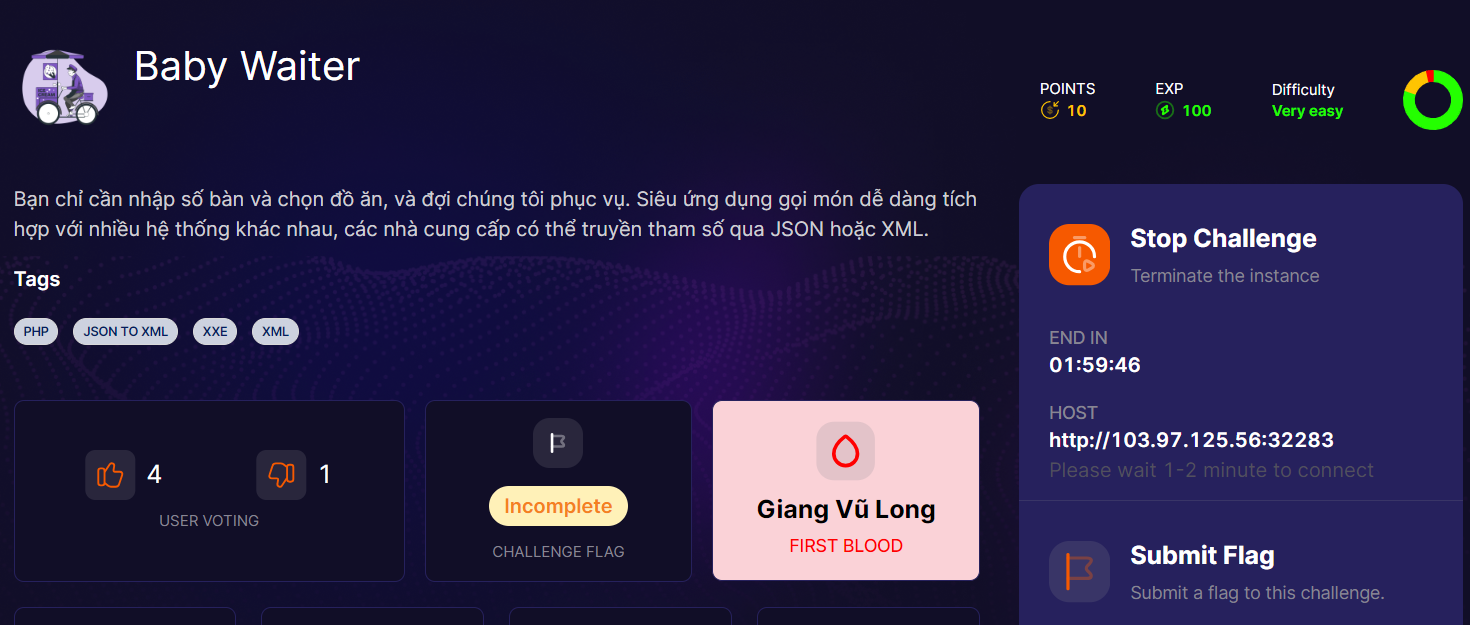 Baby Waiter
POINTS
10
EXP
100
Difficulty
Very easy
Bạn chỉ cần nhập số bàn và chọn đồ ăn, và đợi chúng tôi phục vụ. Siêu ứng dụng gọi món dễ dàng tích
hợp với nhiều hệ thống khác nhau, các nhà cung cấp có thể truyền tham số qua JSON hoặc XML.
Tags
PHP
JSON TO XML
XXE
XML
4
1
USER VOTING
Incomplete
CHALLENGE FLAG
Giang Vũ Long
FIRST BLOOD
Stop Challenge
Terminate the instance
END IN
01:59:46
HOST
http://103.97.125.56:32283
Please wait 1-2 minute to connect
Submit Flag
Submit a flag to this challenge.